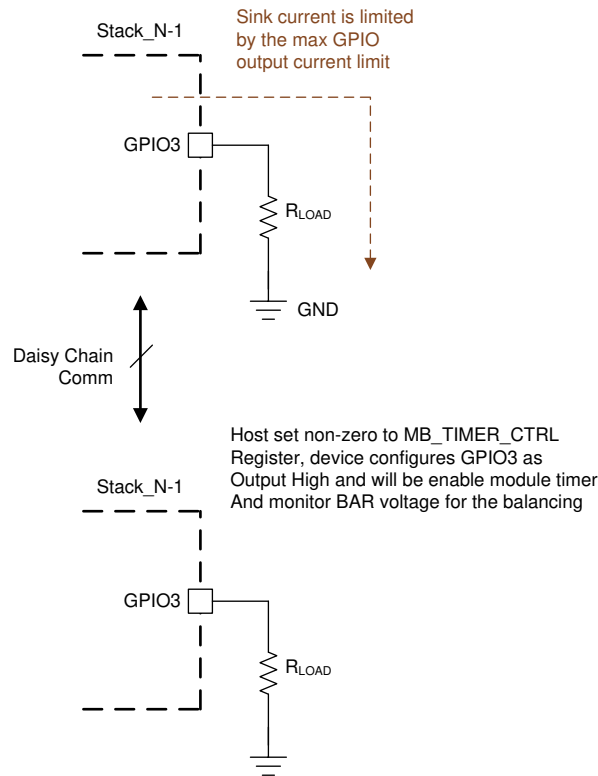 Stack_N-1
Sink current is limited
by the max GPIO
output current limit
GPIO3
RLOAD
GND
Daisy Chain
Comm
Host set non-zero to MB_TIMER_CTRL
Register, device configures GPIO3 as
Output High and will be enable module timer
And monitor BAR voltage for the balancing
Stack_N-1
GPIO3
RLOAD